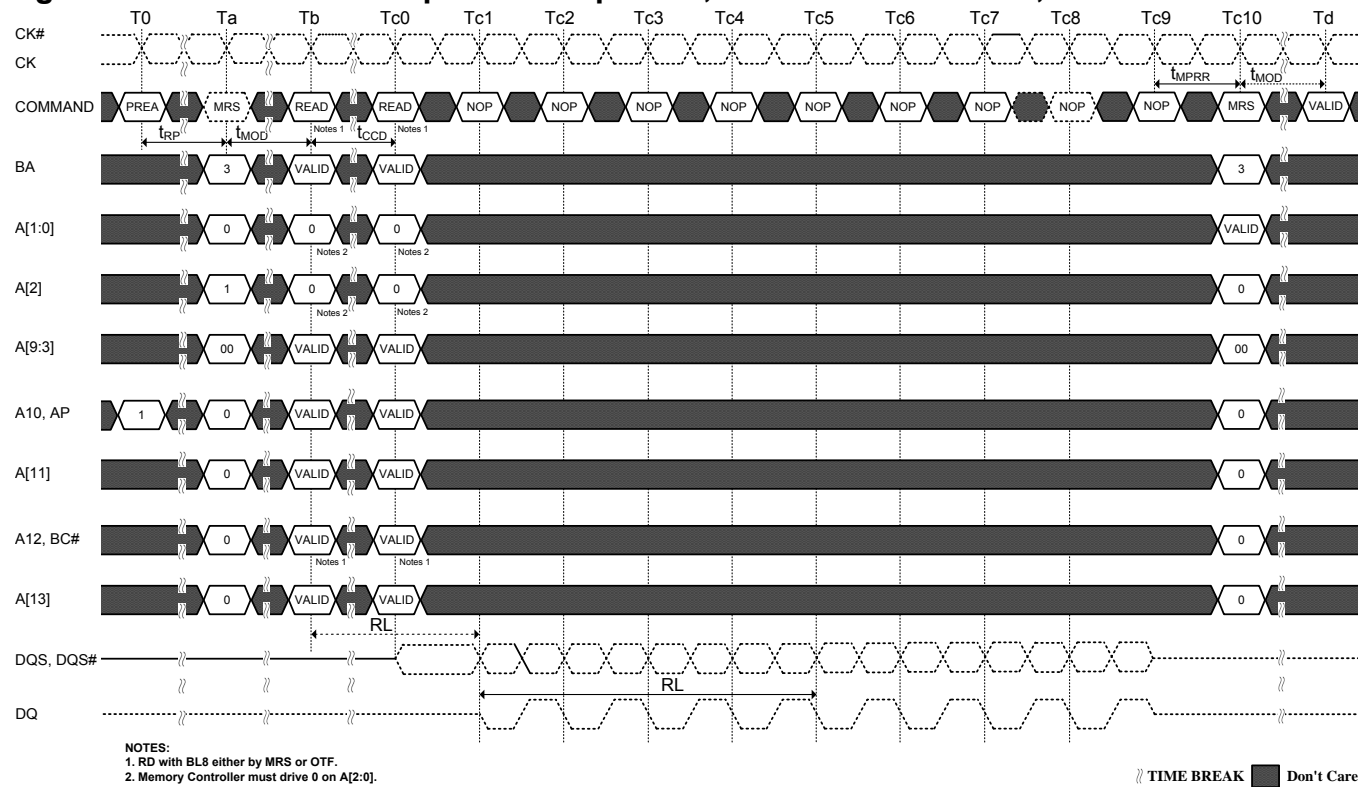 T0 Ta Tb Tc0 Tc1 Tc2 Tc3 Tc4 Tc5 Tc6 Tc7 Tc8 Tc9 Tc10 Td
CK#
CK
tMPRR tMOD
COMMAND PREA MRS READ READ NOP NOP NOP NOP NOP NOP NOP NOP NOP MRS VALID
Notes 1 Notes 1
tRP tMOD tCCD
BA 3 VALID VALID 3
A[1:0] 0 0 0 VALID
Notes 2 Notes 2
A[2] 1 0 0 0
Notes 2 Notes 2
A[9:3] 00 VALID VALID 00
A10, AP 1 0 VALID VALID 0
A[11] 0 VALID VALID 0
A12, BC# 0 VALID VALID 0
Notes 1 Notes 1
A[13] 0 VALID VALID 0
RL
DQS, DQS#
RL
DQ
NOTES:
1. RD with BL8 either by MRS or OTF.
2. Memory Controller must drive 0 on A[2:0].
TIME BREAK Don't Care